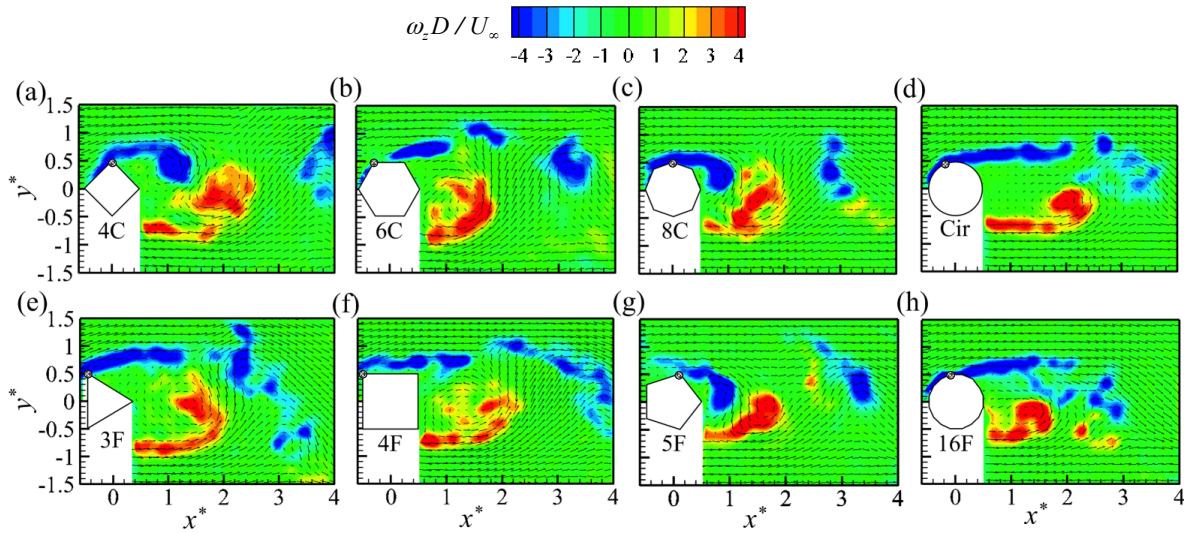 ω_z D / U_∞
-4 -3 -2 -1 0 1 2 3 4
(a) (b) (c) (d)
y*
1.5
1
0.5
0
-0.5
-1
-1.5
4C 6C 8C Cir
(e) (f) (g) (h)
y*
1.5
1
0.5
0
-0.5
-1
-1.5
3F 4F 5F 16F
0 1 2 3 4 0 1 2 3 4 0 1 2 3 4 0 1 2 3 4
x* x* x* x*